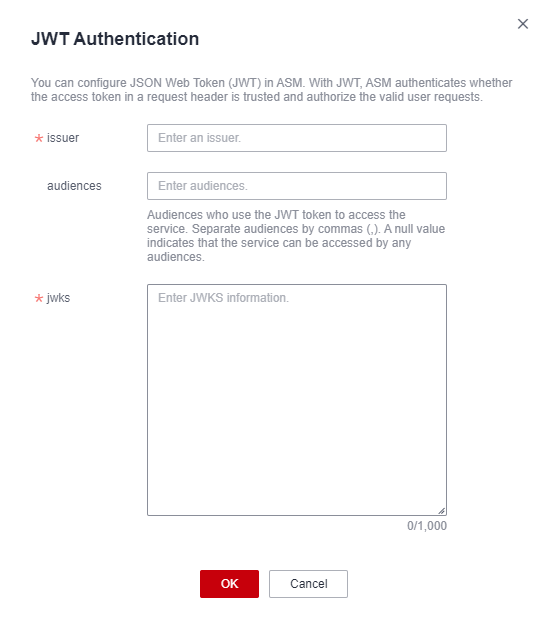 JWT Authentication
You can configure JSON Web Token (JWT) in ASM. With JWT, ASM authenticates whether
the access token in a request header is trusted and authorize the valid user requests.
* issuer
Enter an issuer.
audiences
Enter audiences.
Audiences who use the JWT token to access the
service. Separate audiences by commas (,). A null value
indicates that the service can be accessed by any
audiences.
* jwks
Enter JWKS information.
0/1,000
OK
Cancel